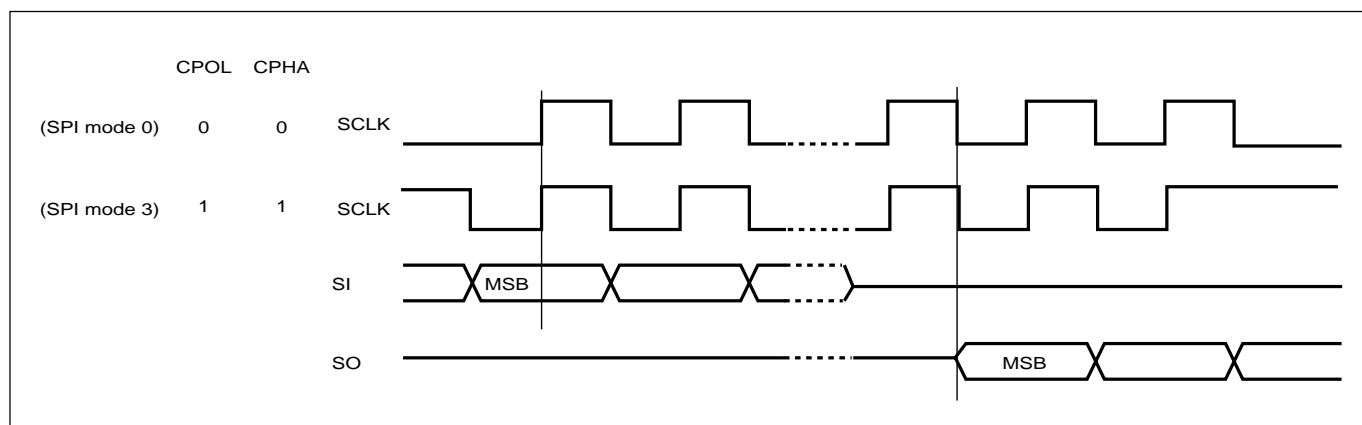 CPOL CPHA
(SPI mode 0) 0 0 SCLK
(SPI mode 3) 1 1 SCLK
SI MSB
SO MSB